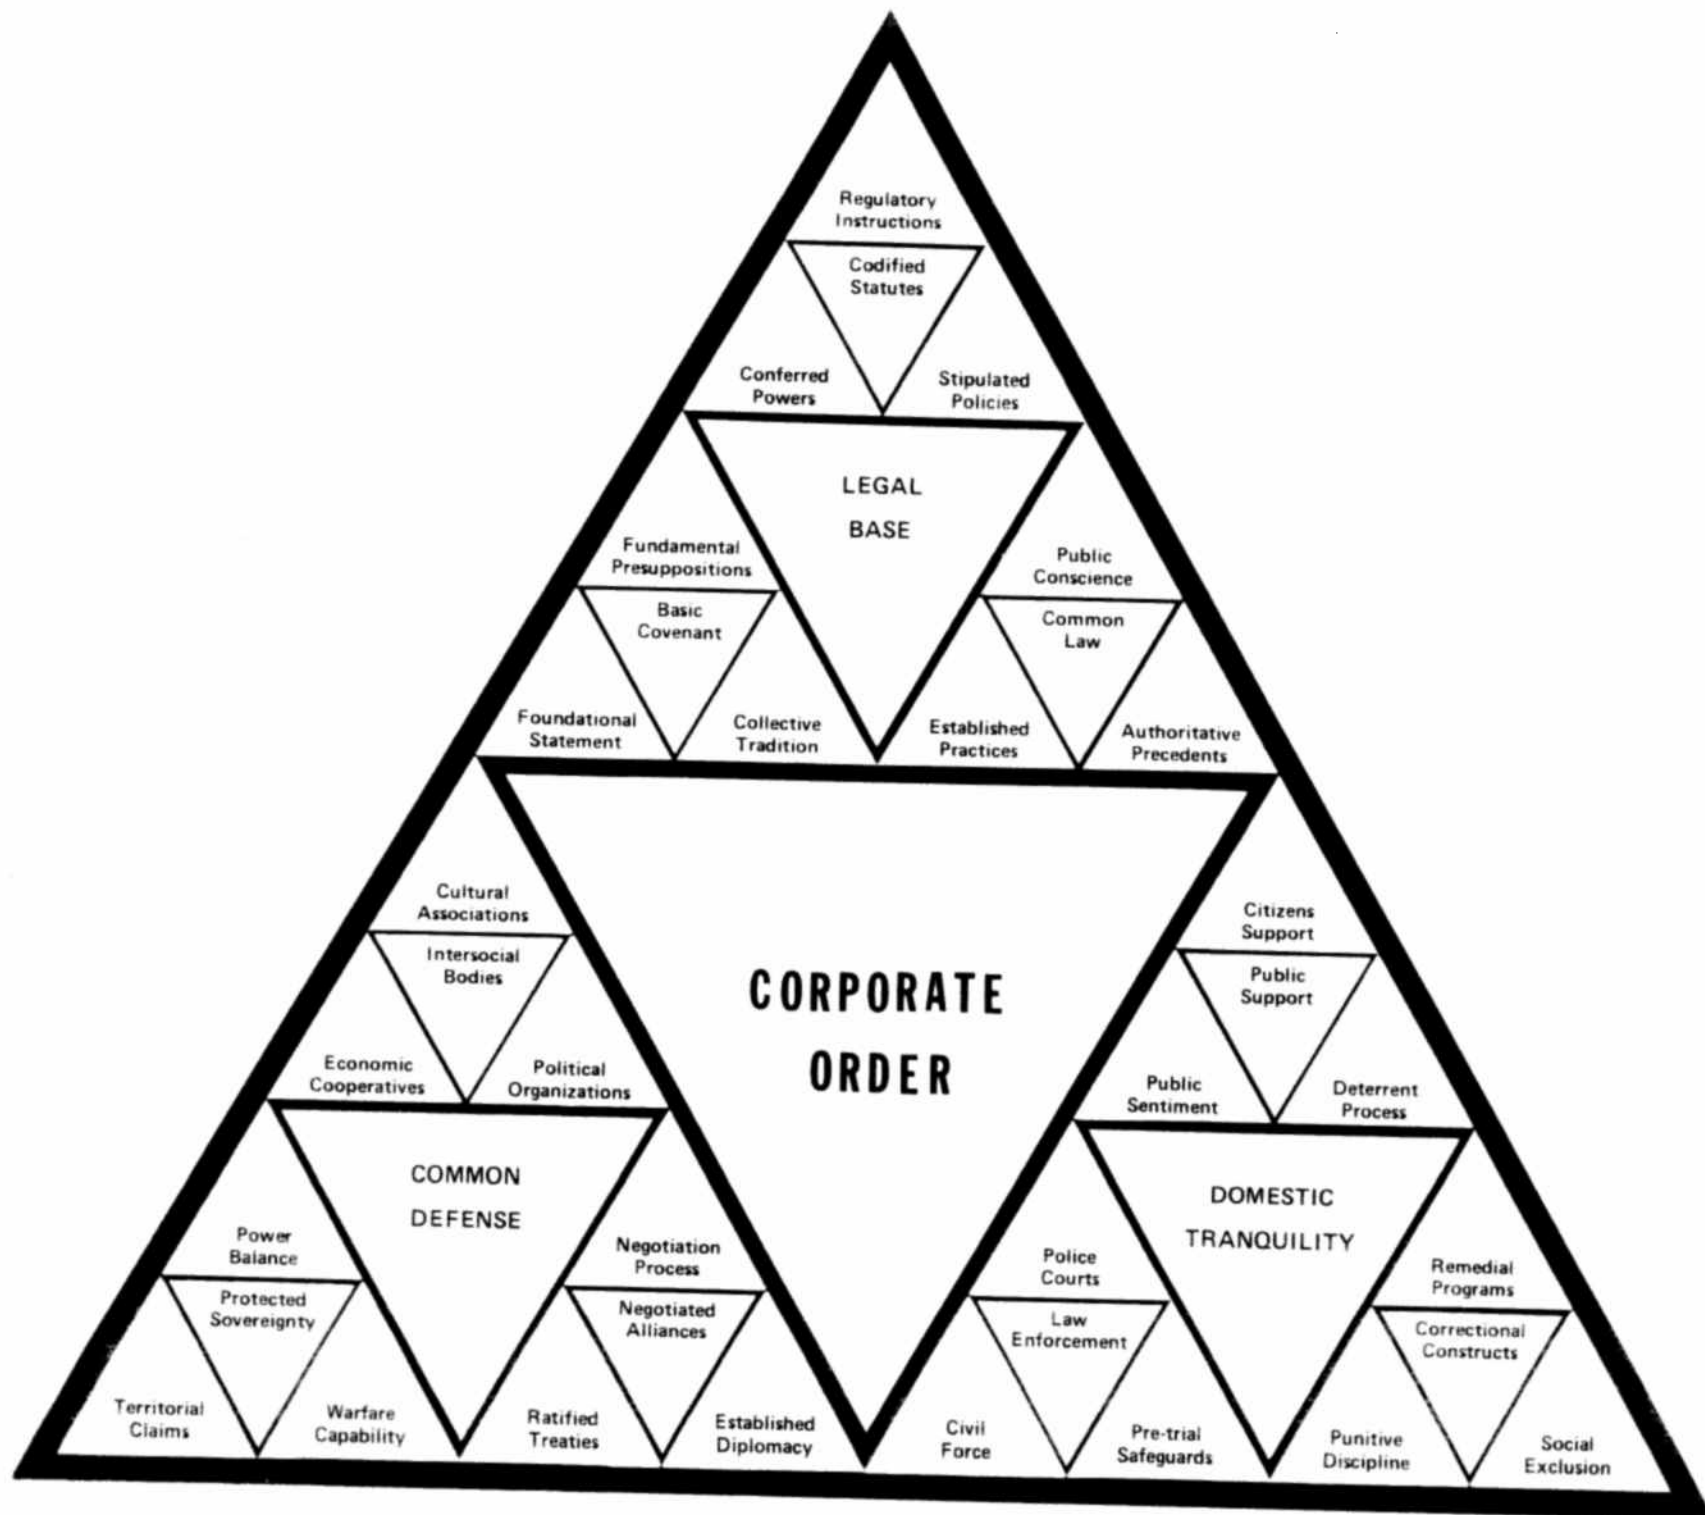 Regulatory
Instructions
Codified
Statutes
Conferred
Powers
Stipulated
Policies
LEGAL
BASE
Fundamental
Presuppositions
Basic
Covenant
Foundational
Statement
Collective
Tradition
Public
Conscience
Common
Law
Established
Practices
Authoritative
Precedents
CORPORATE
ORDER
Cultural
Associations
Intersocial
Bodies
Economic
Cooperatives
Political
Organizations
COMMON
DEFENSE
Power
Balance
Protected
Sovereignty
Territorial
Claims
Warfare
Capability
Negotiation
Process
Negotiated
Alliances
Ratified
Treaties
Established
Diplomacy
Citizens
Support
Public
Support
Public
Sentiment
Deterrent
Process
DOMESTIC
TRANQUILITY
Police
Courts
Law
Enforcement
Civil
Force
Pre-trial
Safeguards
Remedial
Programs
Correctional
Constructs
Punitive
Discipline
Social
Exclusion